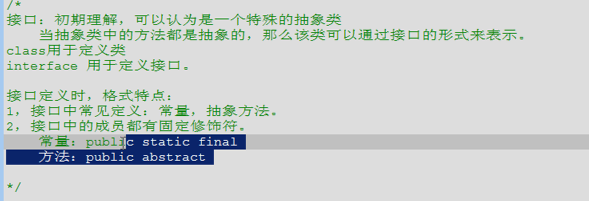 /*
接口：初期理解，可以认为是一个特殊的抽象类
当抽象类中的方法都是抽象的，那么该类可以通过接口的形式来表示。
class用于定义类
interface 用于定义接口。
接口定义时，格式特点：
1，接口中常见定义：常量，抽象方法。
2，接口中的成员都有固定修饰符。
常量：public static final
方法：public abstract
*/